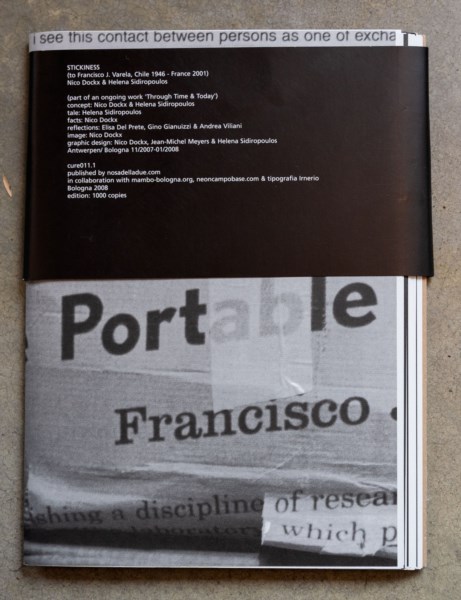 i see this contact between persons as one of excha
STICKINESS
(to Francisco J. Varela, Chile 1946 - France 2001)
Nico Dockx & Helena Sidiropoulos
(part of an ongoing work 'Through Time & Today')
concept: Nico Dockx & Helena Sidiropoulos
tale: Helena Sidiropoulos
facts: Nico Dockx
reflections: Elisa Del Prete, Gino Gianuizzi & Andrea Viliani
image: Nico Dockx
graphic design: Nico Dockx, Jean-Michel Meyers & Helena Sidiropoulos
Antwerpen/ Bologna 11/2007-01/2008
cure011.1
published by nosadelladue.com
in collaboration with mambo-bologna.org, neoncampobase.com & tipografia Irnerio
Bologna 2008
edition: 1000 copies
Portable
Francisco
ishing a discipline of resear
laboratory which p